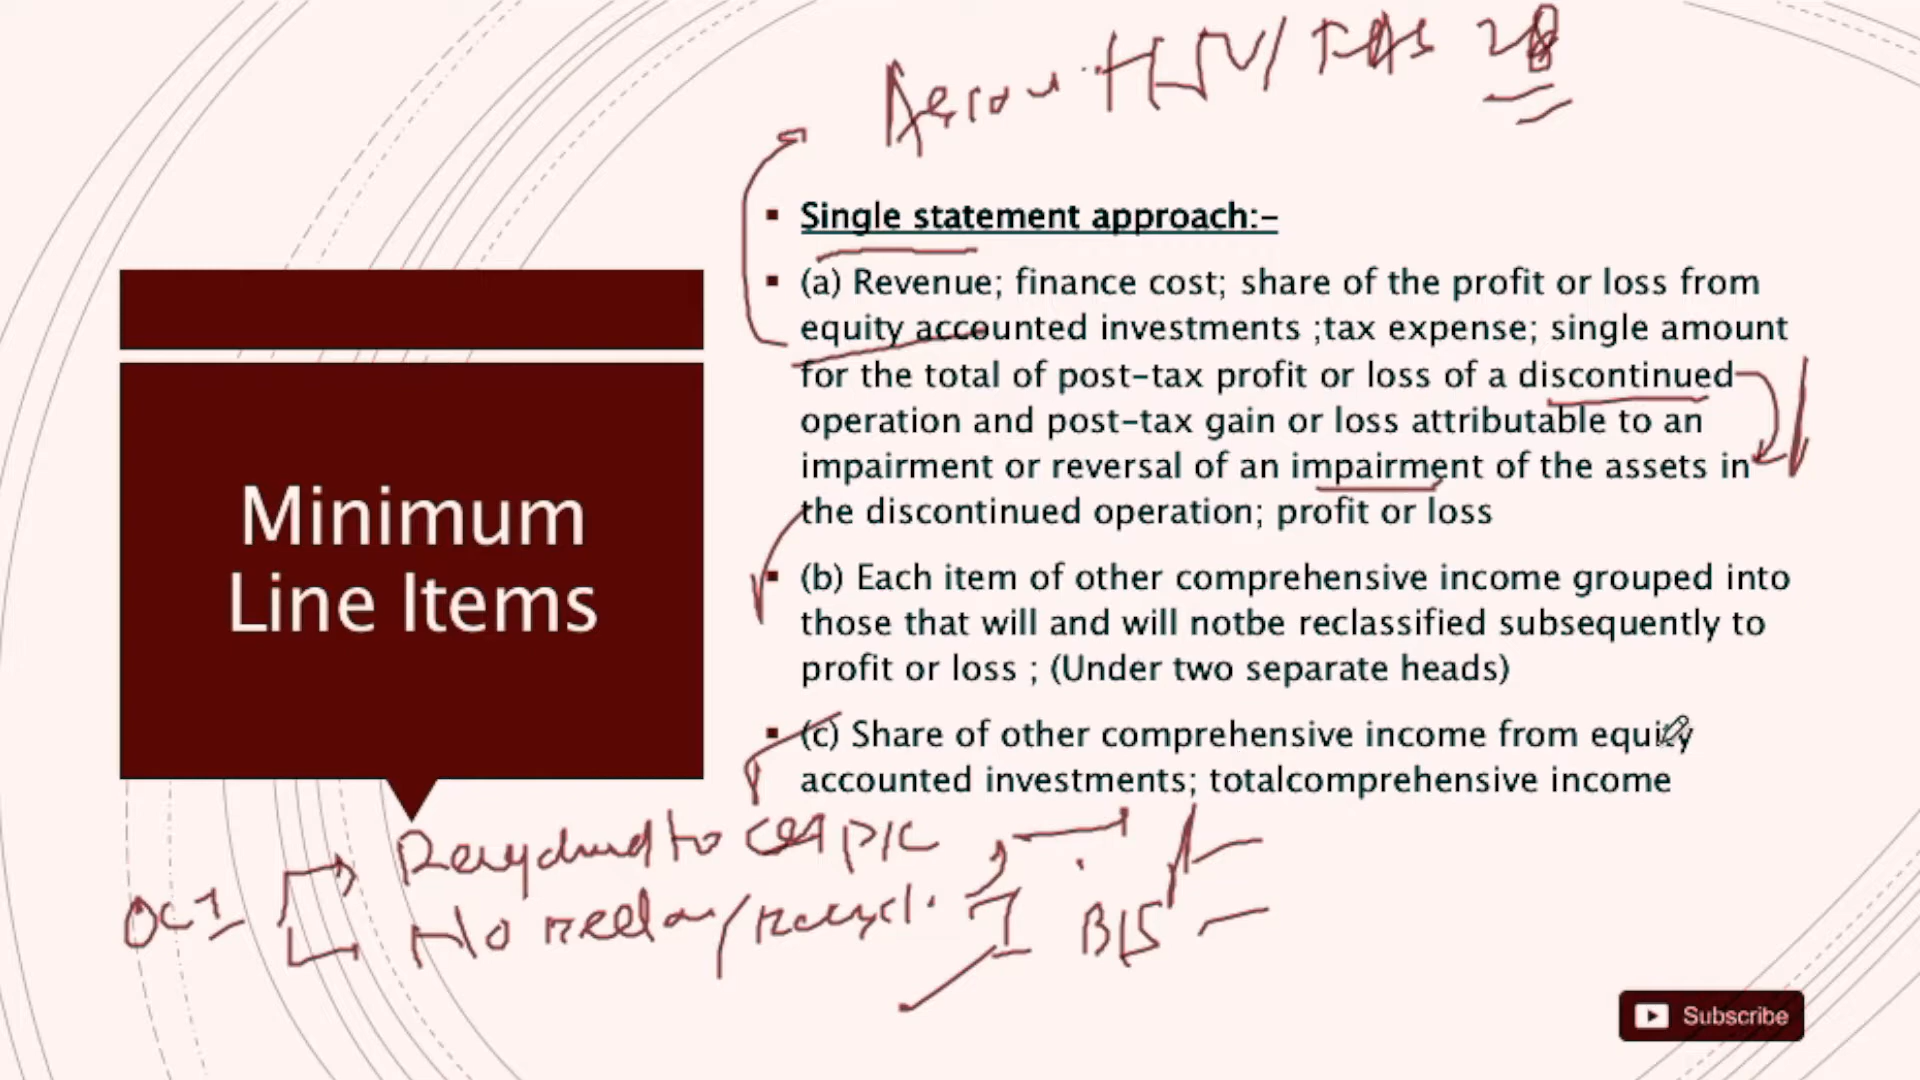 IAS 28
Single statement approach:-
(a) Revenue; finance cost; share of the profit or loss from
equity accounted investments ;tax expense; single amount
for the total of post-tax profit or loss of a discontinued
operation and post-tax gain or loss attributable to an
impairment or reversal of an impairment of the assets in
the discontinued operation; profit or loss
(b) Each item of other comprehensive income grouped into
those that will and will notbe reclassified subsequently to
profit or loss ; (Under two separate heads)
(c) Share of other comprehensive income from equity
accounted investments; totalcomprehensive income
Minimum
Line Items
to P/L
OCI
No
B/S
Subscribe